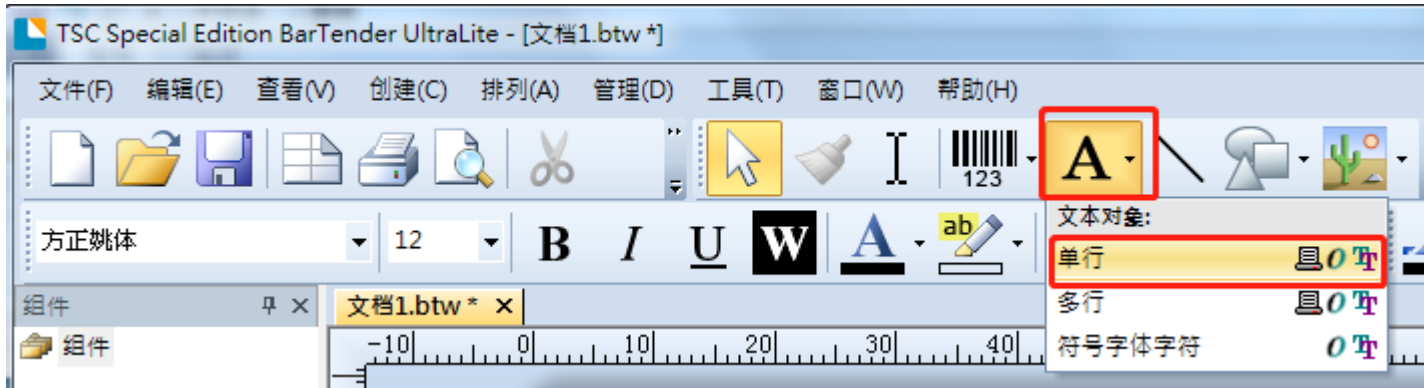 TSC Special Edition BarTender UltraLite - [文档1.btw *]
文件(F) 编辑(E) 查看(V) 创建(C) 排列(A) 管理(D) 工具(T) 窗口(W) 帮助(H)
123 A
方正姚体 12 B I U W A ab
文本对象:
单行
多行
符号字体字符
组件 文档1.btw * ×
组件
-10 0 10 20 30 40